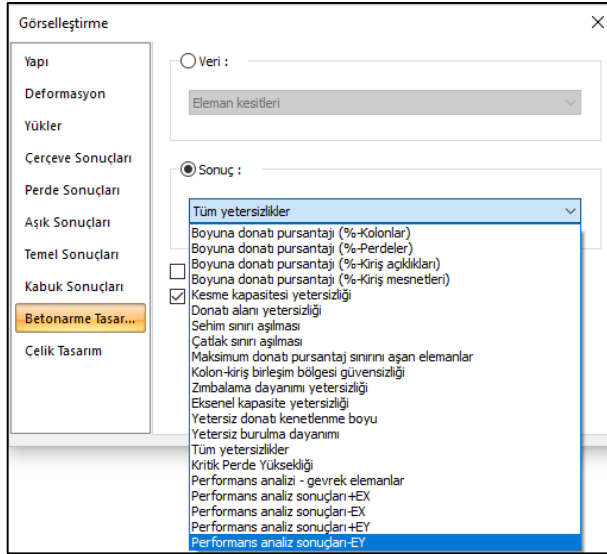 Görselleştirme
Yapı
Deformasyon
Yükler
Çerçeve Sonuçları
Perde Sonuçları
Aşık Sonuçları
Temel Sonuçları
Kabuk Sonuçları
Betonarme Tasar...
Çelik Tasarım
Veri :
Eleman kesitleri
Sonuç :
Tüm yetersizlikler
Boyuna donatı pursantajı (%-Kolonlar)
Boyuna donatı pursantajı (%-Perdeler)
Boyuna donatı pursantajı (%-Kiriş açıklıkları)
Boyuna donatı pursantajı (%-Kiriş mesnetleri)
Kesme kapasitesi yetersizliği
Donatı alanı yetersizliği
Sehim sınırı aşılması
Çatlak sınırı aşılması
Maksimum donatı pursantaj sınırını aşan elemanlar
Kolon-kiriş birleşim bölgesi güvensizliği
Zımbalama dayanımı yetersizliği
Eksenel kapasite yetersizliği
Yetersiz donatı kenetlenme boyu
Yetersiz burulma dayanımı
Tüm yetersizlikler
Kritik Perde Yüksekliği
Performans analizi - gevrek elemanlar
Performans analiz sonuçları+EX
Performans analiz sonuçları-EX
Performans analiz sonuçları+EY
Performans analiz sonuçları-EY